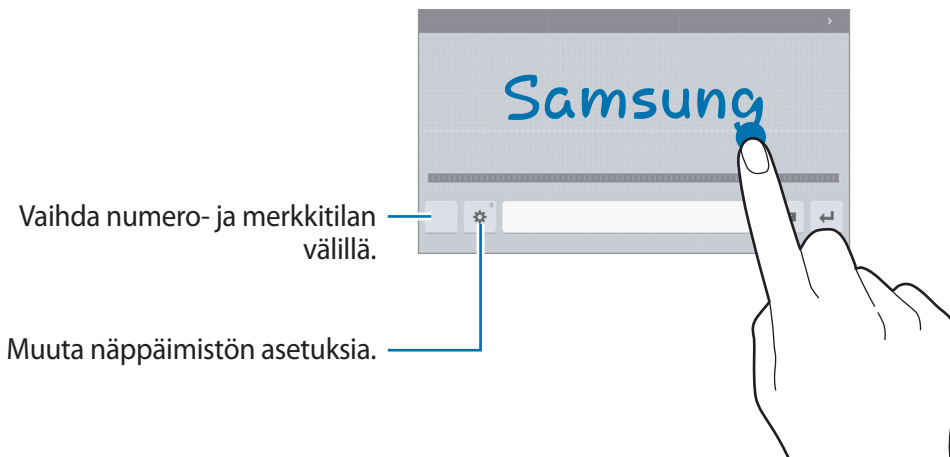 Samsung
Vaihda numero- ja merkkitilan
välillä.
Muuta näppäimistön asetuksia.